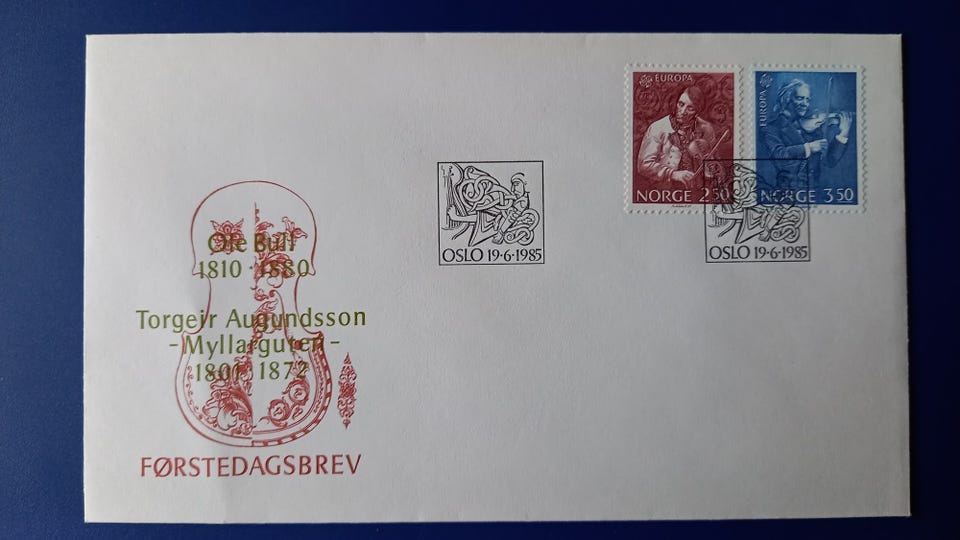 EUROPA
NORGE 2.50
EUROPA
NORGE 3.50
OSLO 19·6·1985
OSLO 19·6·1985
Ole Bull
1810 · 1880
Torgeir Augundsson
- Myllarguten -
1801 · 1872
FØRSTEDAGSBREV